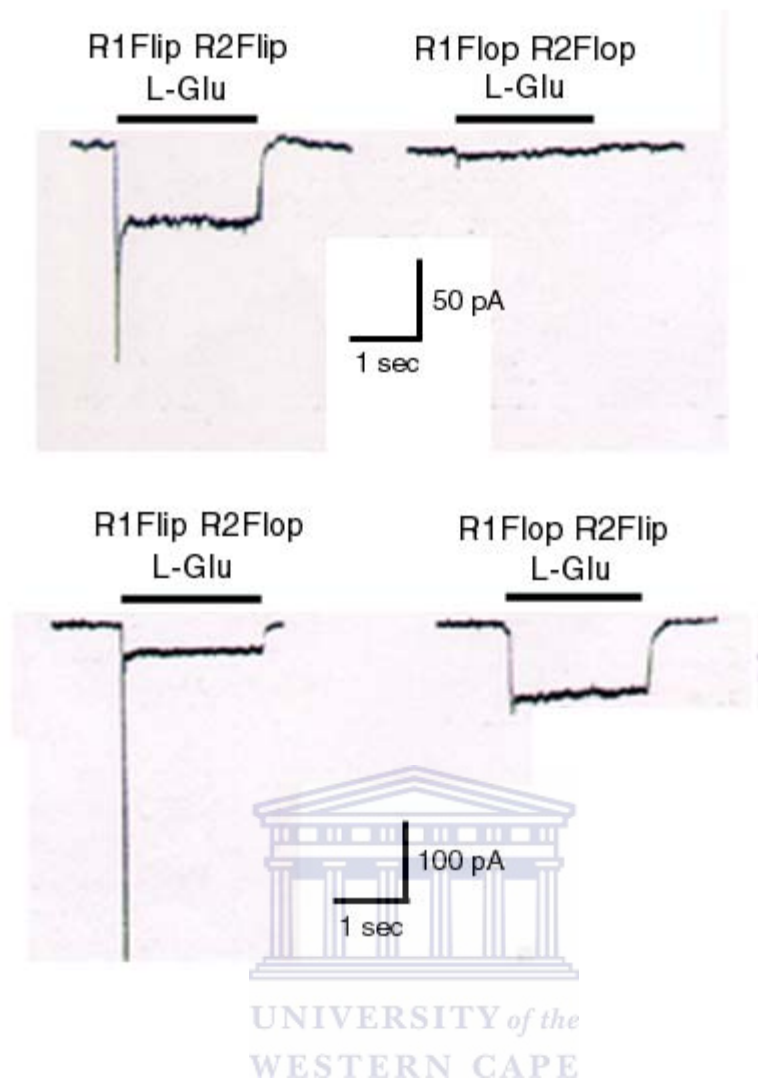 R1Flip R2Flip
L-Glu
R1Flop R2Flop
L-Glu
50 pA
1 sec
R1Flip R2Flop
L-Glu
R1Flop R2Flip
L-Glu
100 pA
1 sec
UNIVERSITY of the
WESTERN CAPE